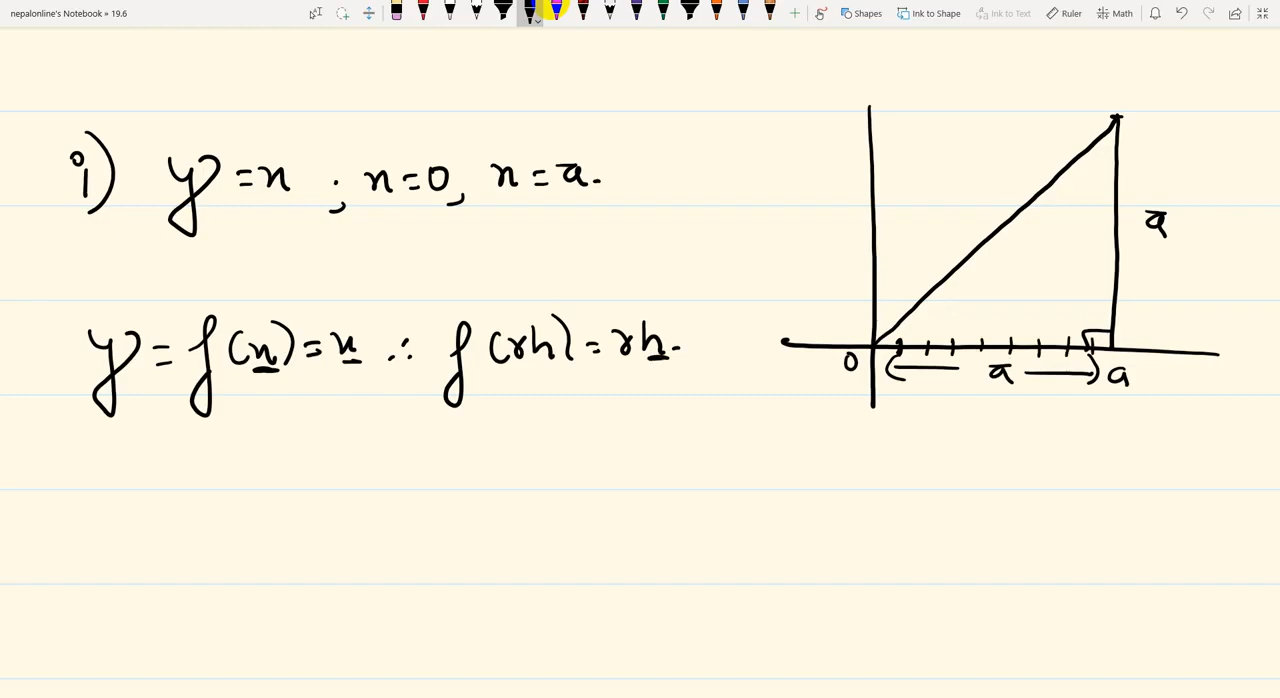 nepalonline's Notebook » 19.6
Shapes Ink to Shape Ink to Text Ruler Math
i) y = x ; x = 0, x = a.
a
y = f(x) = x ∴ f(rh) = rh.
0 a a